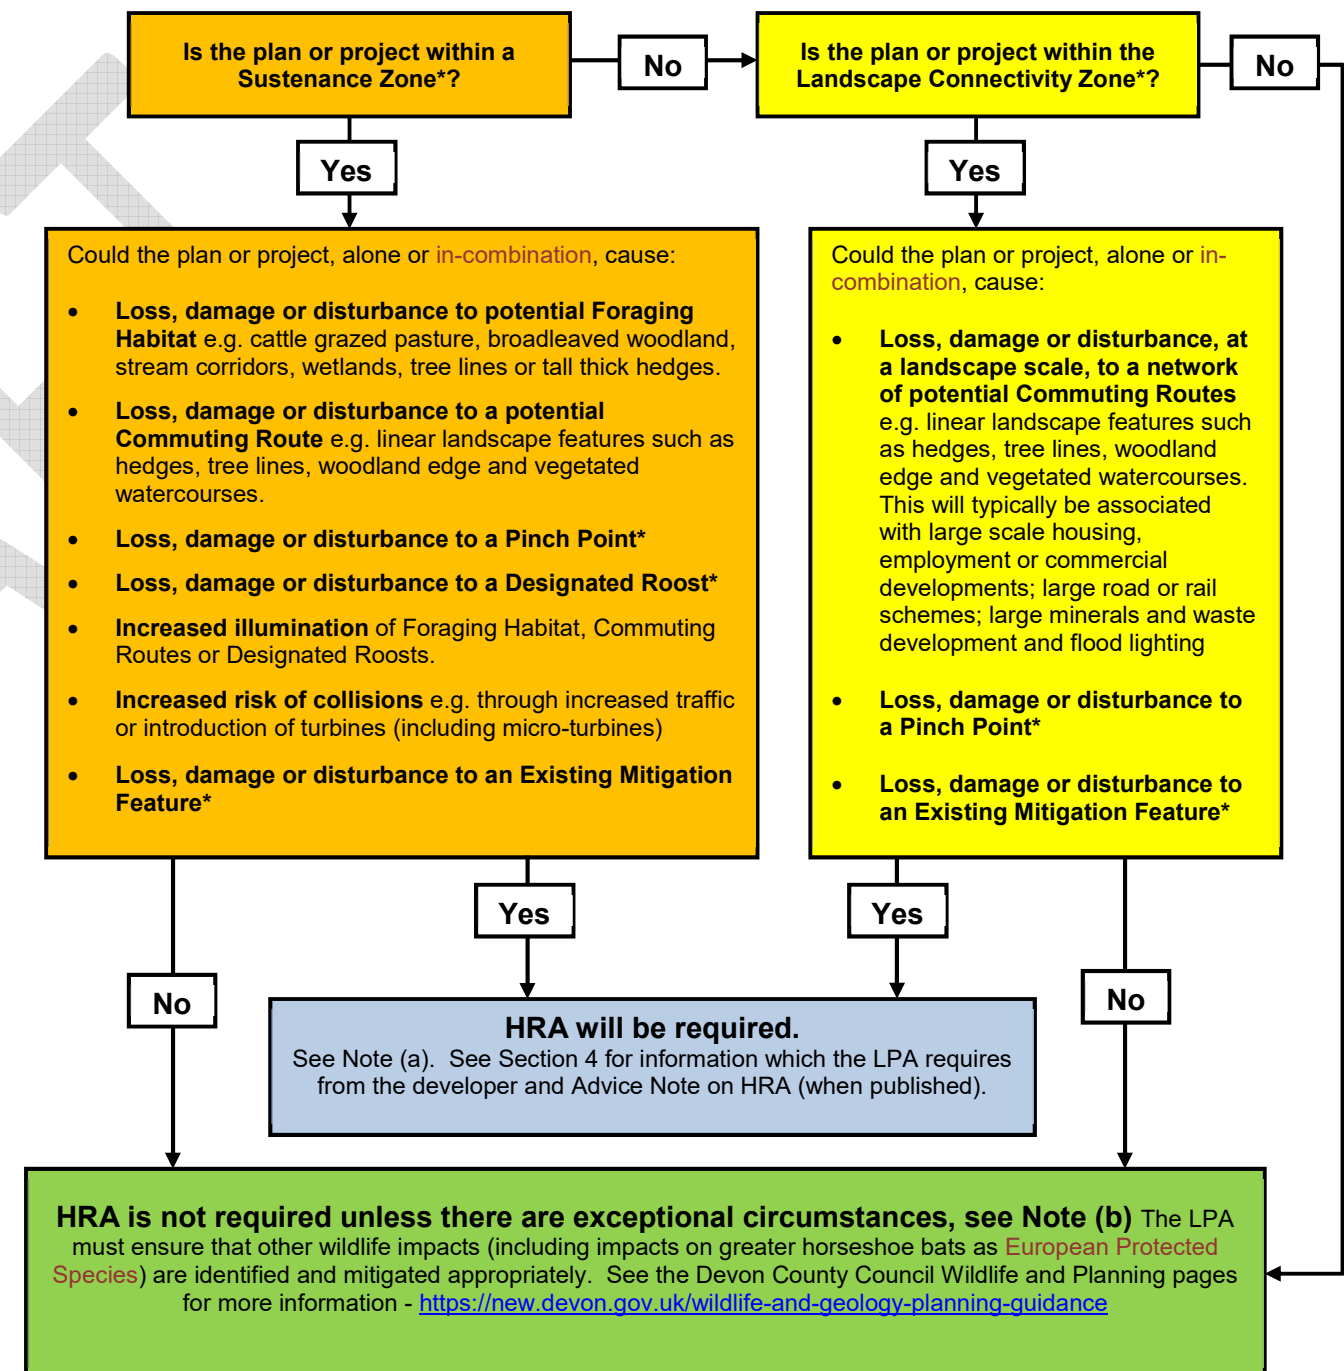 Is the plan or project within a
Sustenance Zone*?
No
Is the plan or project within the
Landscape Connectivity Zone*?
No
Yes
Yes
Could the plan or project, alone or in-combination, cause:
• Loss, damage or disturbance to potential Foraging
Habitat e.g. cattle grazed pasture, broadleaved woodland,
stream corridors, wetlands, tree lines or tall thick hedges.
• Loss, damage or disturbance to a potential
Commuting Route e.g. linear landscape features such as
hedges, tree lines, woodland edge and vegetated
watercourses.
• Loss, damage or disturbance to a Pinch Point*
• Loss, damage or disturbance to a Designated Roost*
• Increased illumination of Foraging Habitat, Commuting
Routes or Designated Roosts.
• Increased risk of collisions e.g. through increased traffic
or introduction of turbines (including micro-turbines)
• Loss, damage or disturbance to an Existing Mitigation
Feature*
Could the plan or project, alone or in-
combination, cause:
• Loss, damage or disturbance, at
a landscape scale, to a network
of potential Commuting Routes
e.g. linear landscape features such
as hedges, tree lines, woodland
edge and vegetated watercourses.
This will typically be associated
with large scale housing,
employment or commercial
developments; large road or rail
schemes; large minerals and waste
development and flood lighting
• Loss, damage or disturbance to
a Pinch Point*
• Loss, damage or disturbance to
an Existing Mitigation Feature*
Yes
Yes
No
No
HRA will be required.
See Note (a). See Section 4 for information which the LPA requires
from the developer and Advice Note on HRA (when published).
HRA is not required unless there are exceptional circumstances, see Note (b) The LPA
must ensure that other wildlife impacts (including impacts on greater horseshoe bats as European Protected
Species) are identified and mitigated appropriately. See the Devon County Council Wildlife and Planning pages
for more information - https://new.devon.gov.uk/wildlife-and-geology-planning-guidance